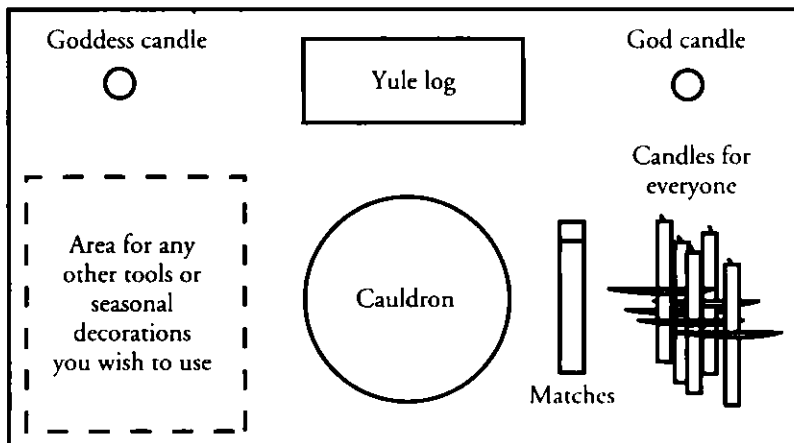 Goddess candle
Yule log
God candle
Candles for
everyone
Area for any
other tools or
seasonal
decorations
you wish to use
Cauldron
Matches